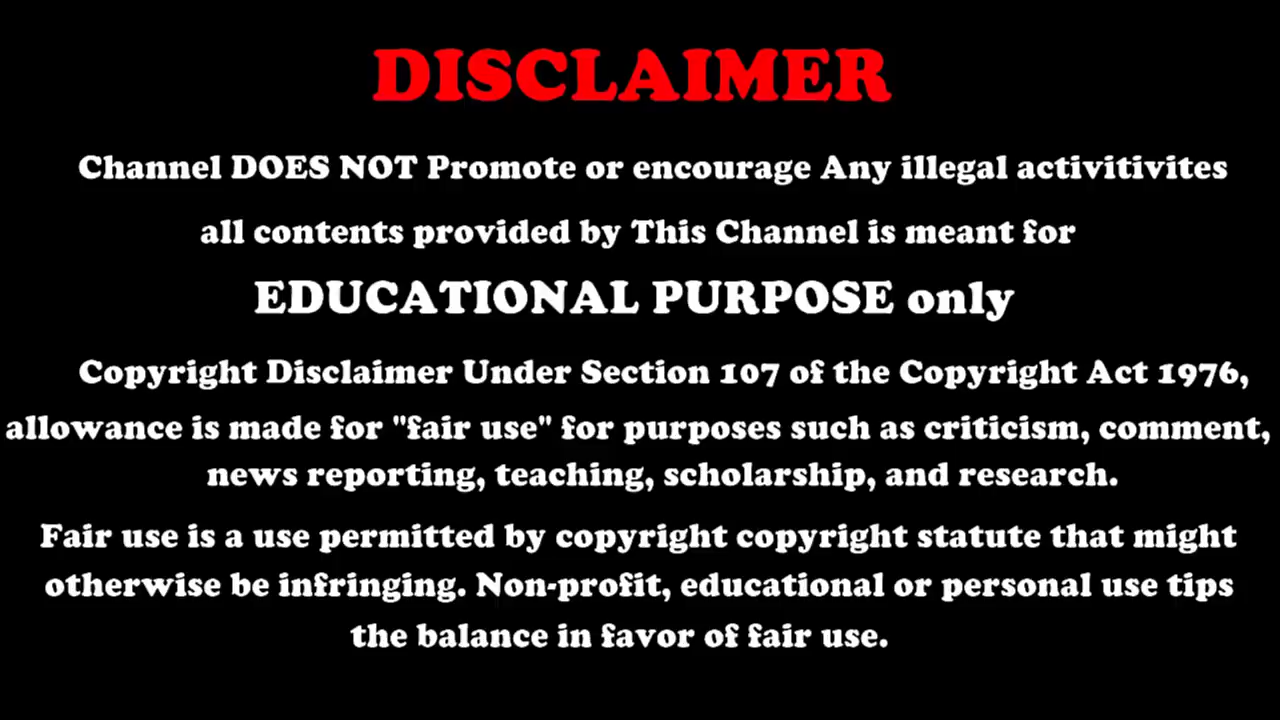 DISCLAIMER
Channel DOES NOT Promote or encourage Any illegal activitivites
all contents provided by This Channel is meant for
EDUCATIONAL PURPOSE only
Copyright Disclaimer Under Section 107 of the Copyright Act 1976,
allowance is made for "fair use" for purposes such as criticism, comment,
news reporting, teaching, scholarship, and research.
Fair use is a use permitted by copyright copyright statute that might
otherwise be infringing. Non-profit, educational or personal use tips
the balance in favor of fair use.